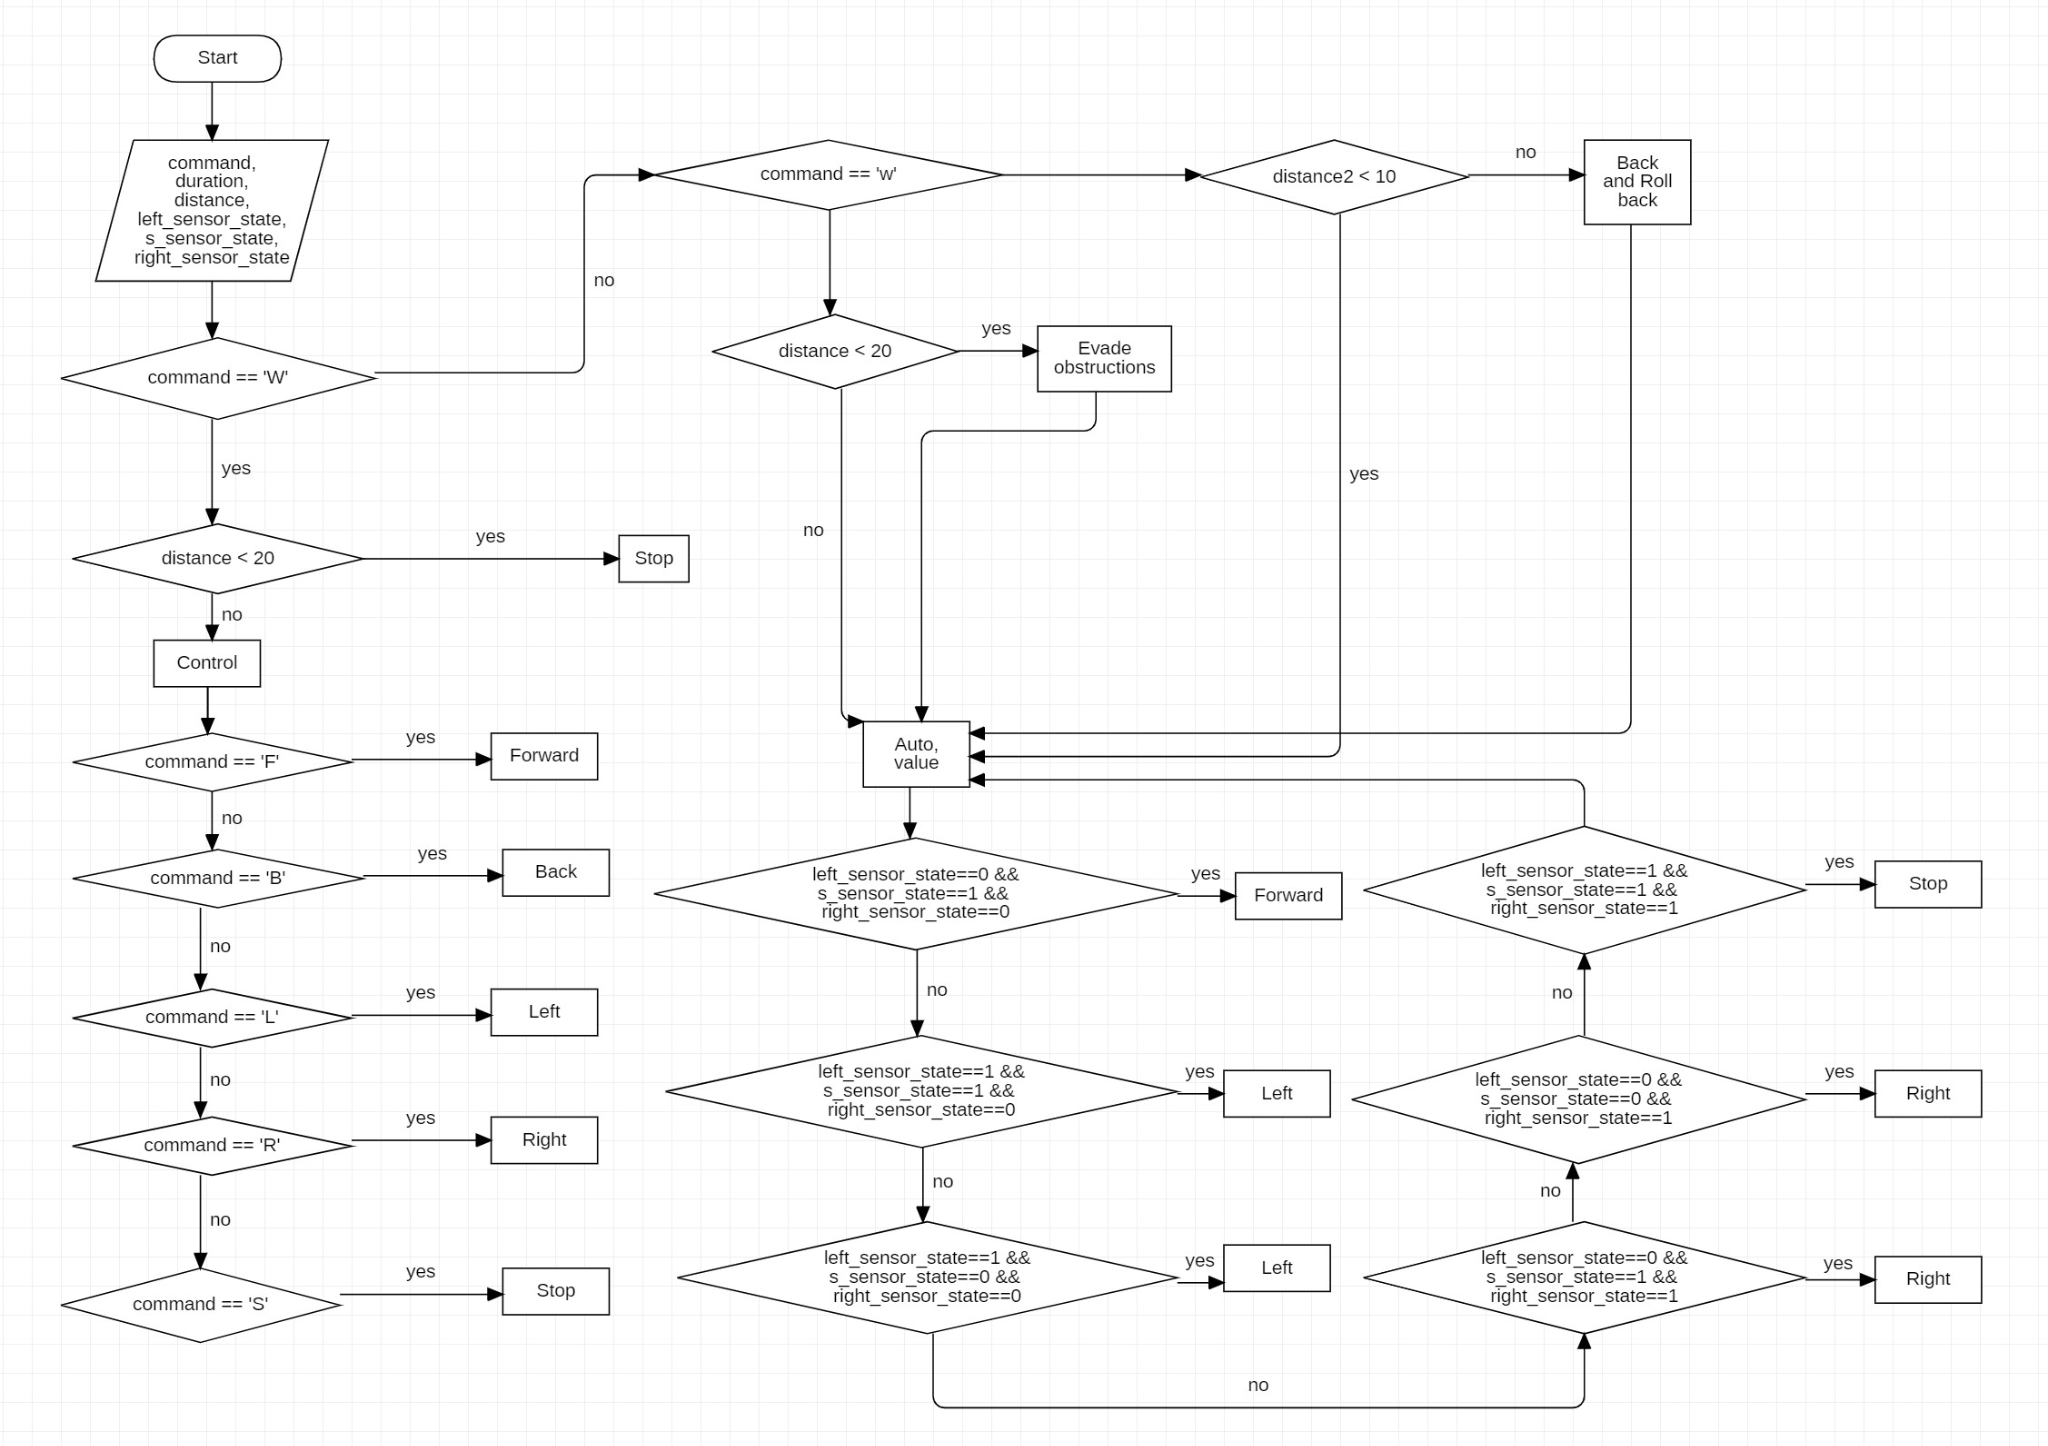 Start
command,
duration,
distance,
left_sensor_state,
s_sensor_state,
right_sensor_state
command == 'W'
no
yes
distance < 20
yes
Stop
no
Control
command == 'F'
yes
Forward
no
command == 'B'
yes
Back
no
command == 'L'
yes
Left
no
command == 'R'
yes
Right
no
command == 'S'
yes
Stop
command == 'w'
distance2 < 10
no
Back
and Roll
back
yes
distance < 20
yes
Evade
obstructions
no
Auto,
value
left_sensor_state==0 &&
s_sensor_state==1 &&
right_sensor_state==0
yes
Forward
no
left_sensor_state==1 &&
s_sensor_state==1 &&
right_sensor_state==0
yes
Left
no
left_sensor_state==1 &&
s_sensor_state==0 &&
right_sensor_state==0
yes
Left
no
left_sensor_state==0 &&
s_sensor_state==1 &&
right_sensor_state==1
yes
Right
no
left_sensor_state==0 &&
s_sensor_state==0 &&
right_sensor_state==1
yes
Right
no
left_sensor_state==1 &&
s_sensor_state==1 &&
right_sensor_state==1
yes
Stop